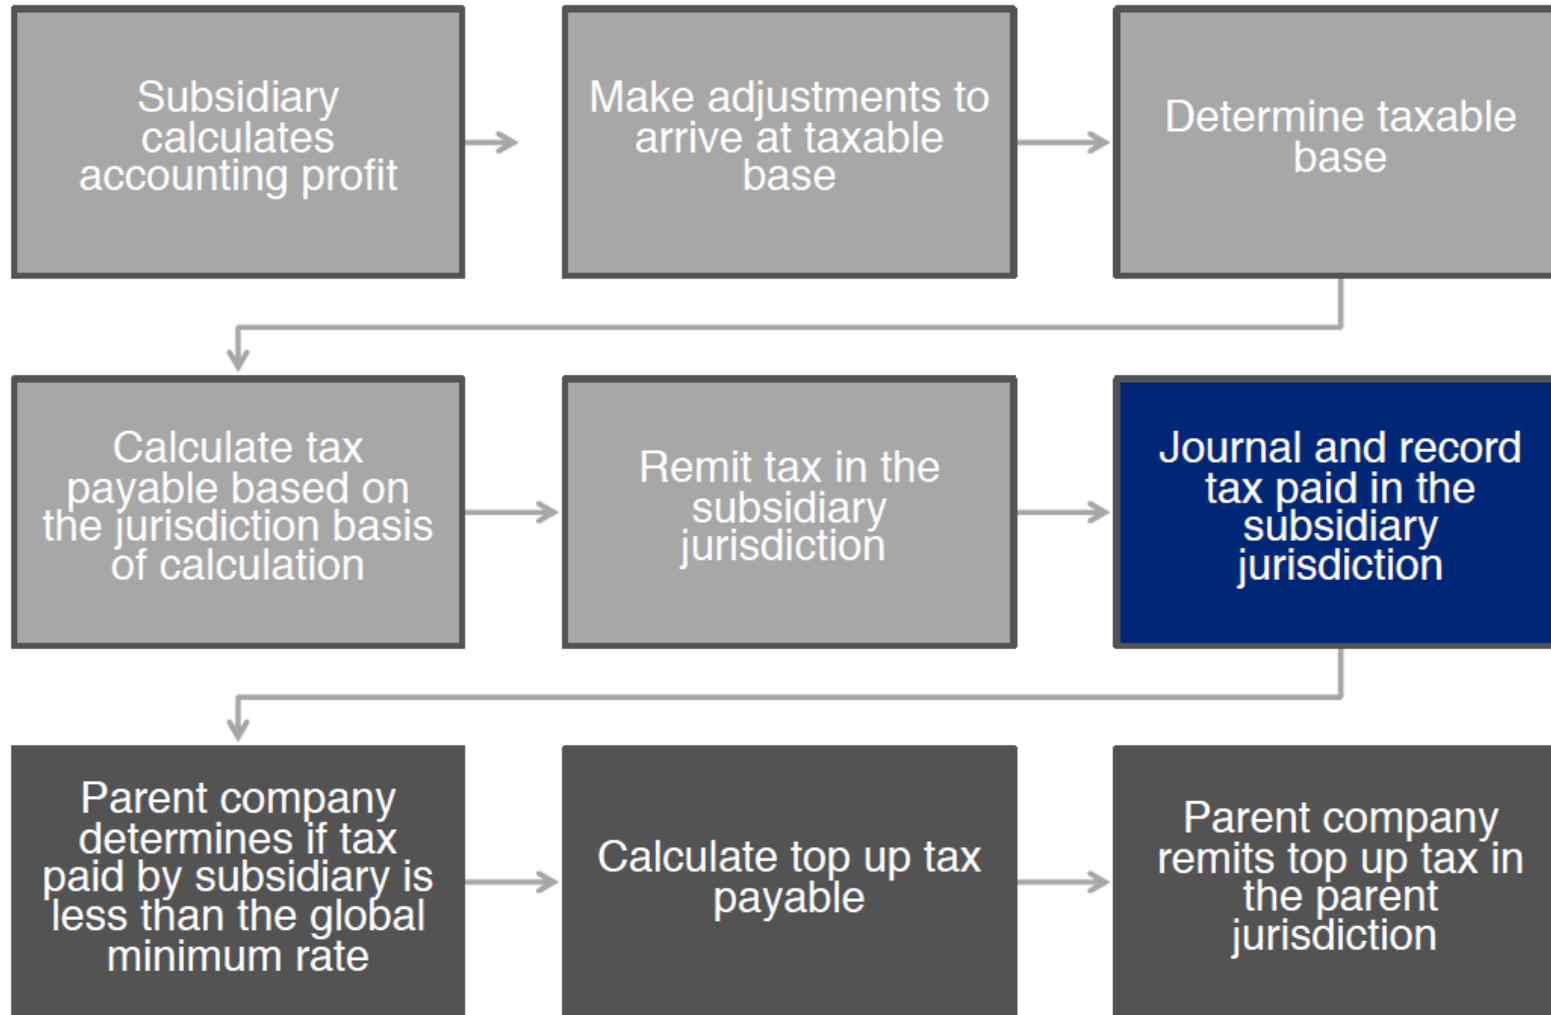 Subsidiary
calculates
accounting profit
Make adjustments to
arrive at taxable
base
Determine taxable
base
Calculate tax
payable based on
the jurisdiction basis
of calculation
Remit tax in the
subsidiary
jurisdiction
Journal and record
tax paid in the
subsidiary
jurisdiction
Parent company
determines if tax
paid by subsidiary is
less than the global
minimum rate
Calculate top up tax
payable
Parent company
remits top up tax in
the parent
jurisdiction